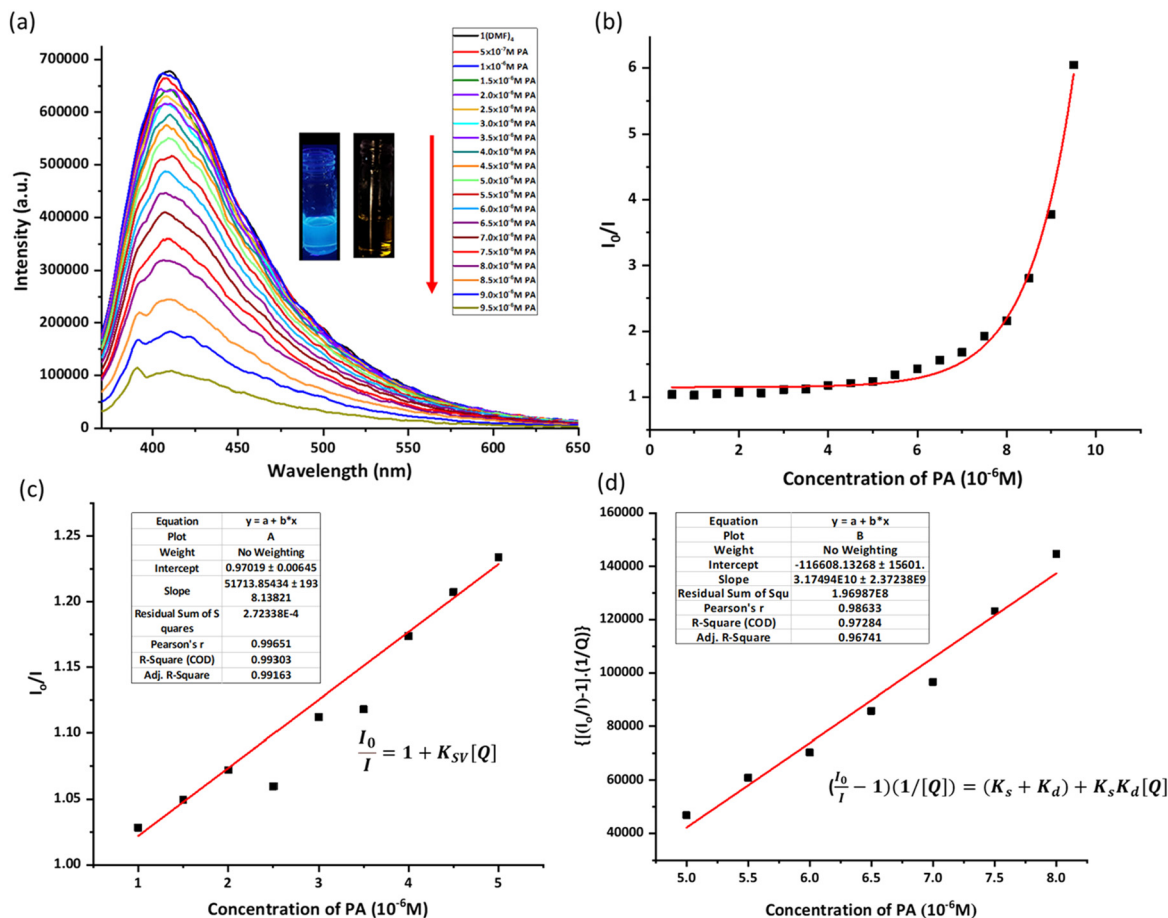 (a)
700000
600000
500000
400000
300000
200000
100000
0
Intensity (a.u.)
400 450 500 550 600 650
Wavelength (nm)
1(DMF)₄
5×10⁻⁷M PA
1×10⁻⁶M PA
1.5×10⁻⁶M PA
2.0×10⁻⁶M PA
2.5×10⁻⁶M PA
3.0×10⁻⁶M PA
3.5×10⁻⁶M PA
4.0×10⁻⁶M PA
4.5×10⁻⁶M PA
5.0×10⁻⁶M PA
5.5×10⁻⁶M PA
6.0×10⁻⁶M PA
6.5×10⁻⁶M PA
7.0×10⁻⁶M PA
7.5×10⁻⁶M PA
8.0×10⁻⁶M PA
8.5×10⁻⁶M PA
9.0×10⁻⁶M PA
9.5×10⁻⁶M PA
(b)
6
5
4
3
2
1
0
I₀/I
0 2 4 6 8 10
Concentration of PA (10⁻⁶M)
(c)
1.25
1.20
1.15
1.10
1.05
1.00
Iₒ/I
Equation y = a + b*x
Plot A
Weight No Weighting
Intercept 0.97019 ± 0.00645
Slope 51713.85434 ± 193
8.13821
Residual Sum of S 2.72338E-4
quares
Pearson's r 0.99651
R-Square (COD) 0.99303
Adj. R-Square 0.99163
I₀/I = 1 + K_SV[Q]
1 2 3 4 5
Concentration of PA (10⁻⁶M)
(d)
160000
140000
120000
100000
80000
60000
40000
{[(Iₒ/I)-1].(1/Q)}
Equation y = a + b*x
Plot B
Weight No Weighting
Intercept -116608.13268 ± 15601.
Slope 3.17494E10 ± 2.37238E9
Residual Sum of Squ 1.96987E8
Pearson's r 0.98633
R-Square (COD) 0.97284
Adj. R-Square 0.96741
(I₀/I − 1)(1/[Q]) = (Kₛ + K_d) + KₛK_d[Q]
5.0 5.5 6.0 6.5 7.0 7.5 8.0
Concentration of PA (10⁻⁶M)